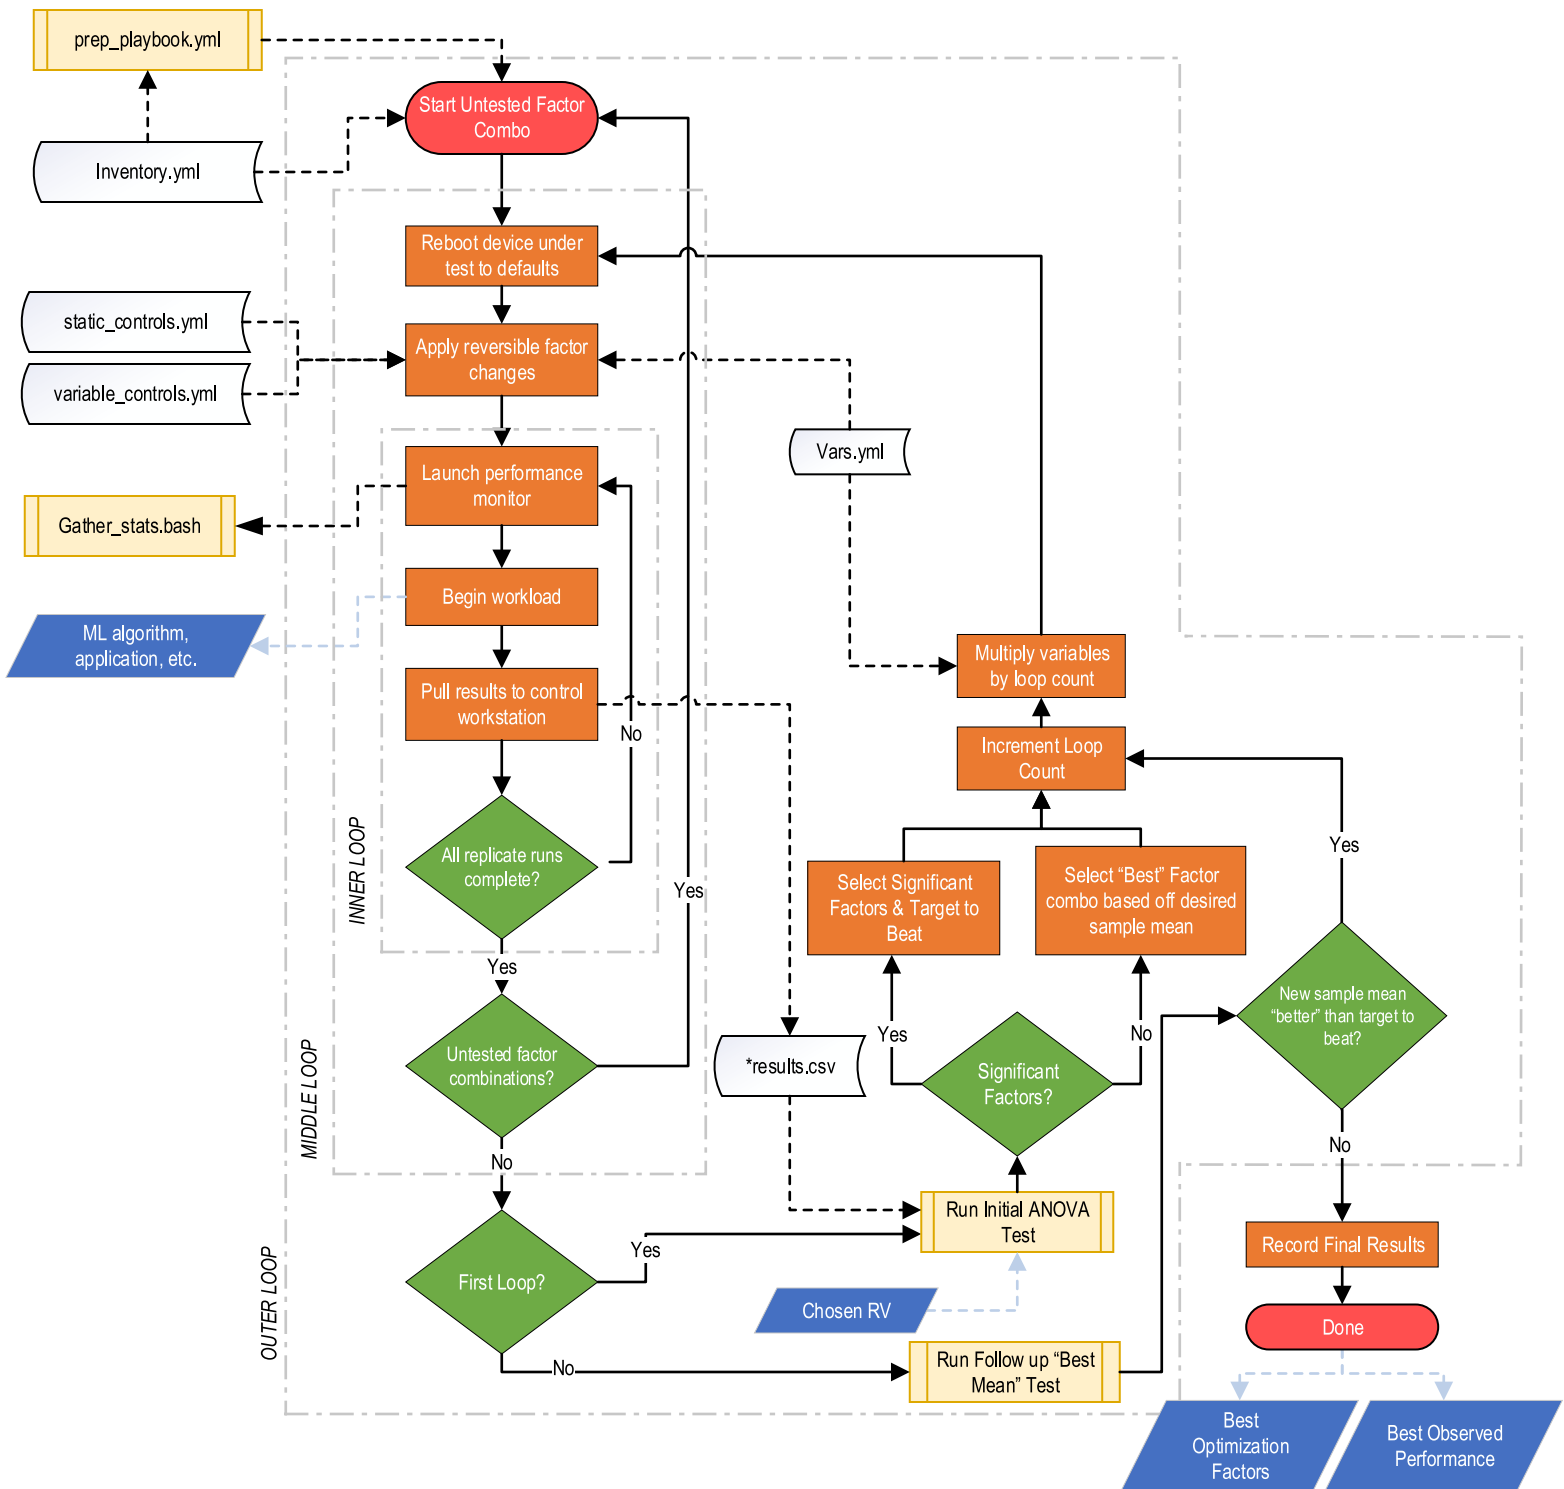 prep_playbook.yml
Start Untested Factor
Combo
Inventory.yml
Reboot device under
test to defaults
static_controls.yml
Apply reversible factor
changes
variable_controls.yml
Vars.yml
Launch performance
monitor
Gather_stats.bash
Begin workload
ML algorithm,
application, etc.
Multiply variables
by loop count
Pull results to control
workstation
No
Increment Loop
Count
Yes
All replicate runs
complete?
INNER LOOP
Yes
Select Significant
Factors & Target to
Beat
Select “Best” Factor
combo based off desired
sample mean
Yes
New sample mean
“better” than target to
beat?
Yes
No
Untested factor
combinations?
*results.csv
Significant
Factors?
MIDDLE LOOP
No
No
Run Initial ANOVA
Test
Yes
Record Final Results
First Loop?
Chosen RV
Done
OUTER LOOP
No
Run Follow up “Best
Mean” Test
Best
Optimization
Factors
Best Observed
Performance